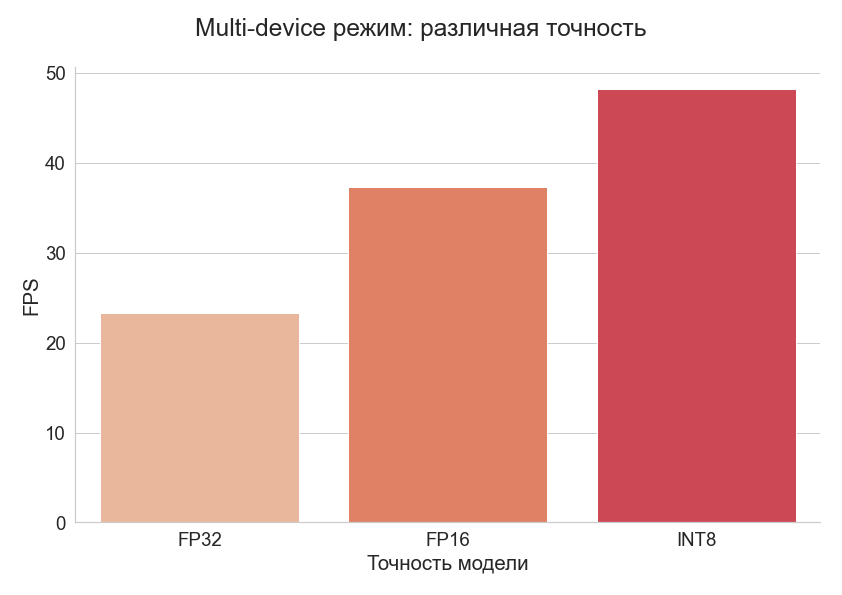 Multi-device режим: различная точность
50
40
30
20
10
0
FPS
FP32
FP16
INT8
Точность модели